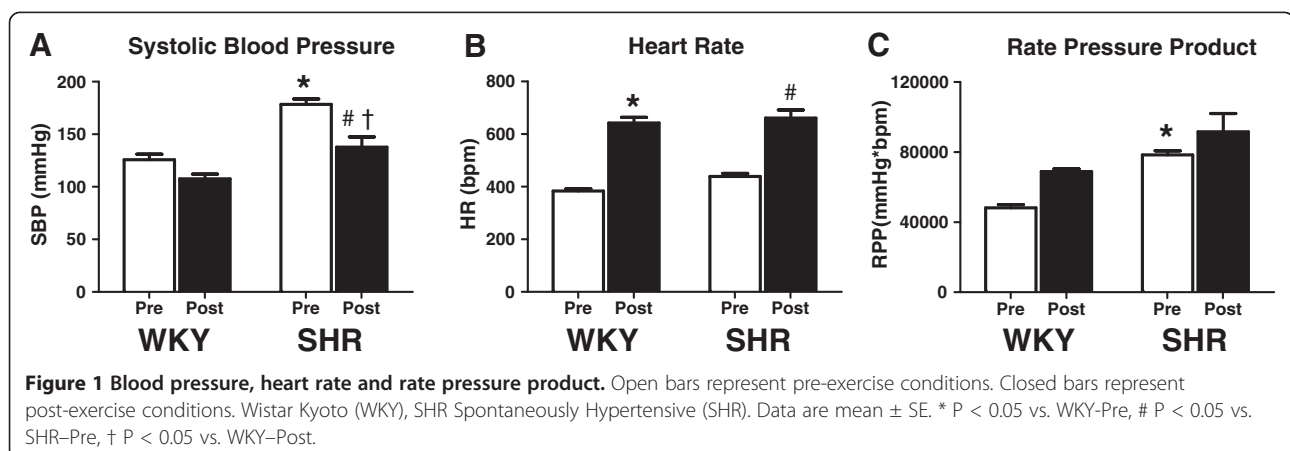 A Systolic Blood Pressure
*
# †
SBP (mmHg)
200
150
100
50
0
Pre Post Pre Post
WKY SHR
B Heart Rate
*
#
HR (bpm)
800
600
400
200
0
Pre Post Pre Post
WKY SHR
C Rate Pressure Product
*
RPP(mmHg*bpm)
120000
80000
40000
0
Pre Post Pre Post
WKY SHR
Figure 1 Blood pressure, heart rate and rate pressure product. Open bars represent pre-exercise conditions. Closed bars represent
post-exercise conditions. Wistar Kyoto (WKY), SHR Spontaneously Hypertensive (SHR). Data are mean ± SE. * P < 0.05 vs. WKY-Pre, # P < 0.05 vs.
SHR–Pre, † P < 0.05 vs. WKY–Post.